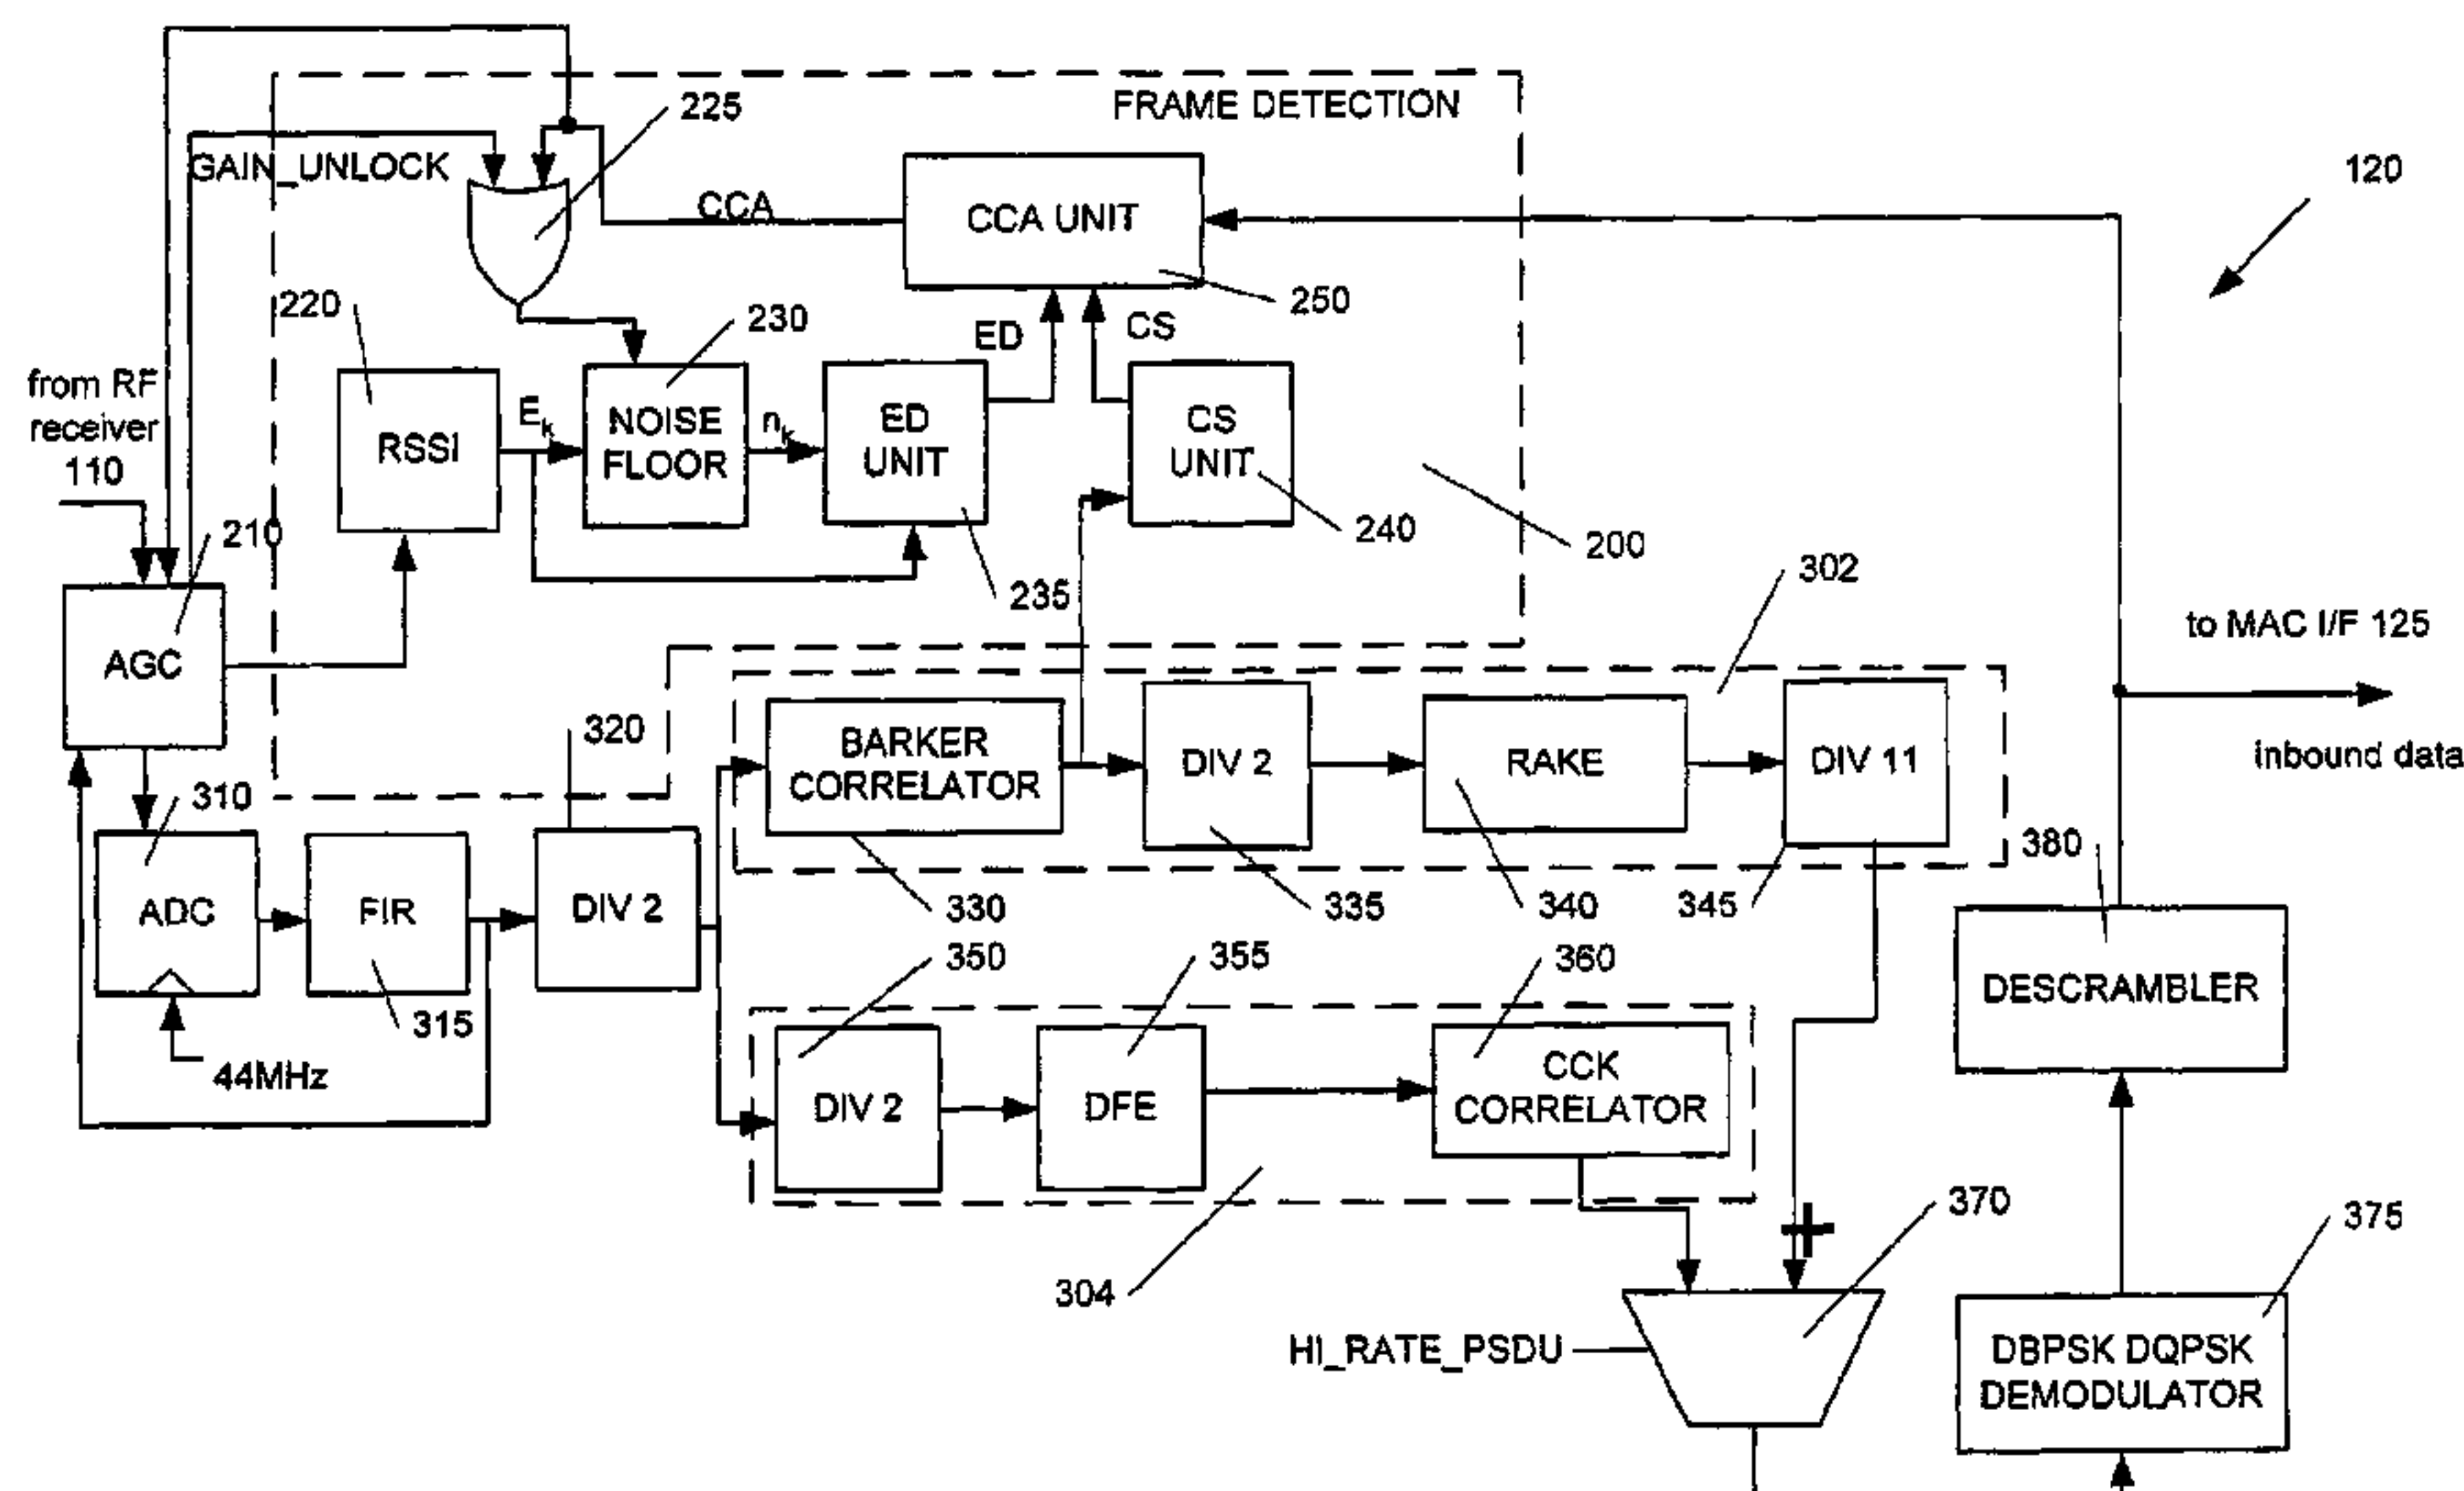 FRAME DETECTION
225
GAIN_UNLOCK
120
CCA
CCA UNIT
250
220
230
ED
CS
from RF
receiver
110
RSSI
Ek
NOISE
FLOOR
nk
ED
UNIT
CS
UNIT
240
200
210
235
302
to MAC I/F 125
AGC
320
BARKER
CORRELATOR
DIV 2
RAKE
DIV 11
inbound data
310
380
ADC
FIR
DIV 2
330
335
340
345
350
355
360
DESCRAMBLER
315
44MHz
DIV 2
DFE
CCK
CORRELATOR
370
375
304
HI_RATE_PSDU
DBPSK DQPSK
DEMODULATOR